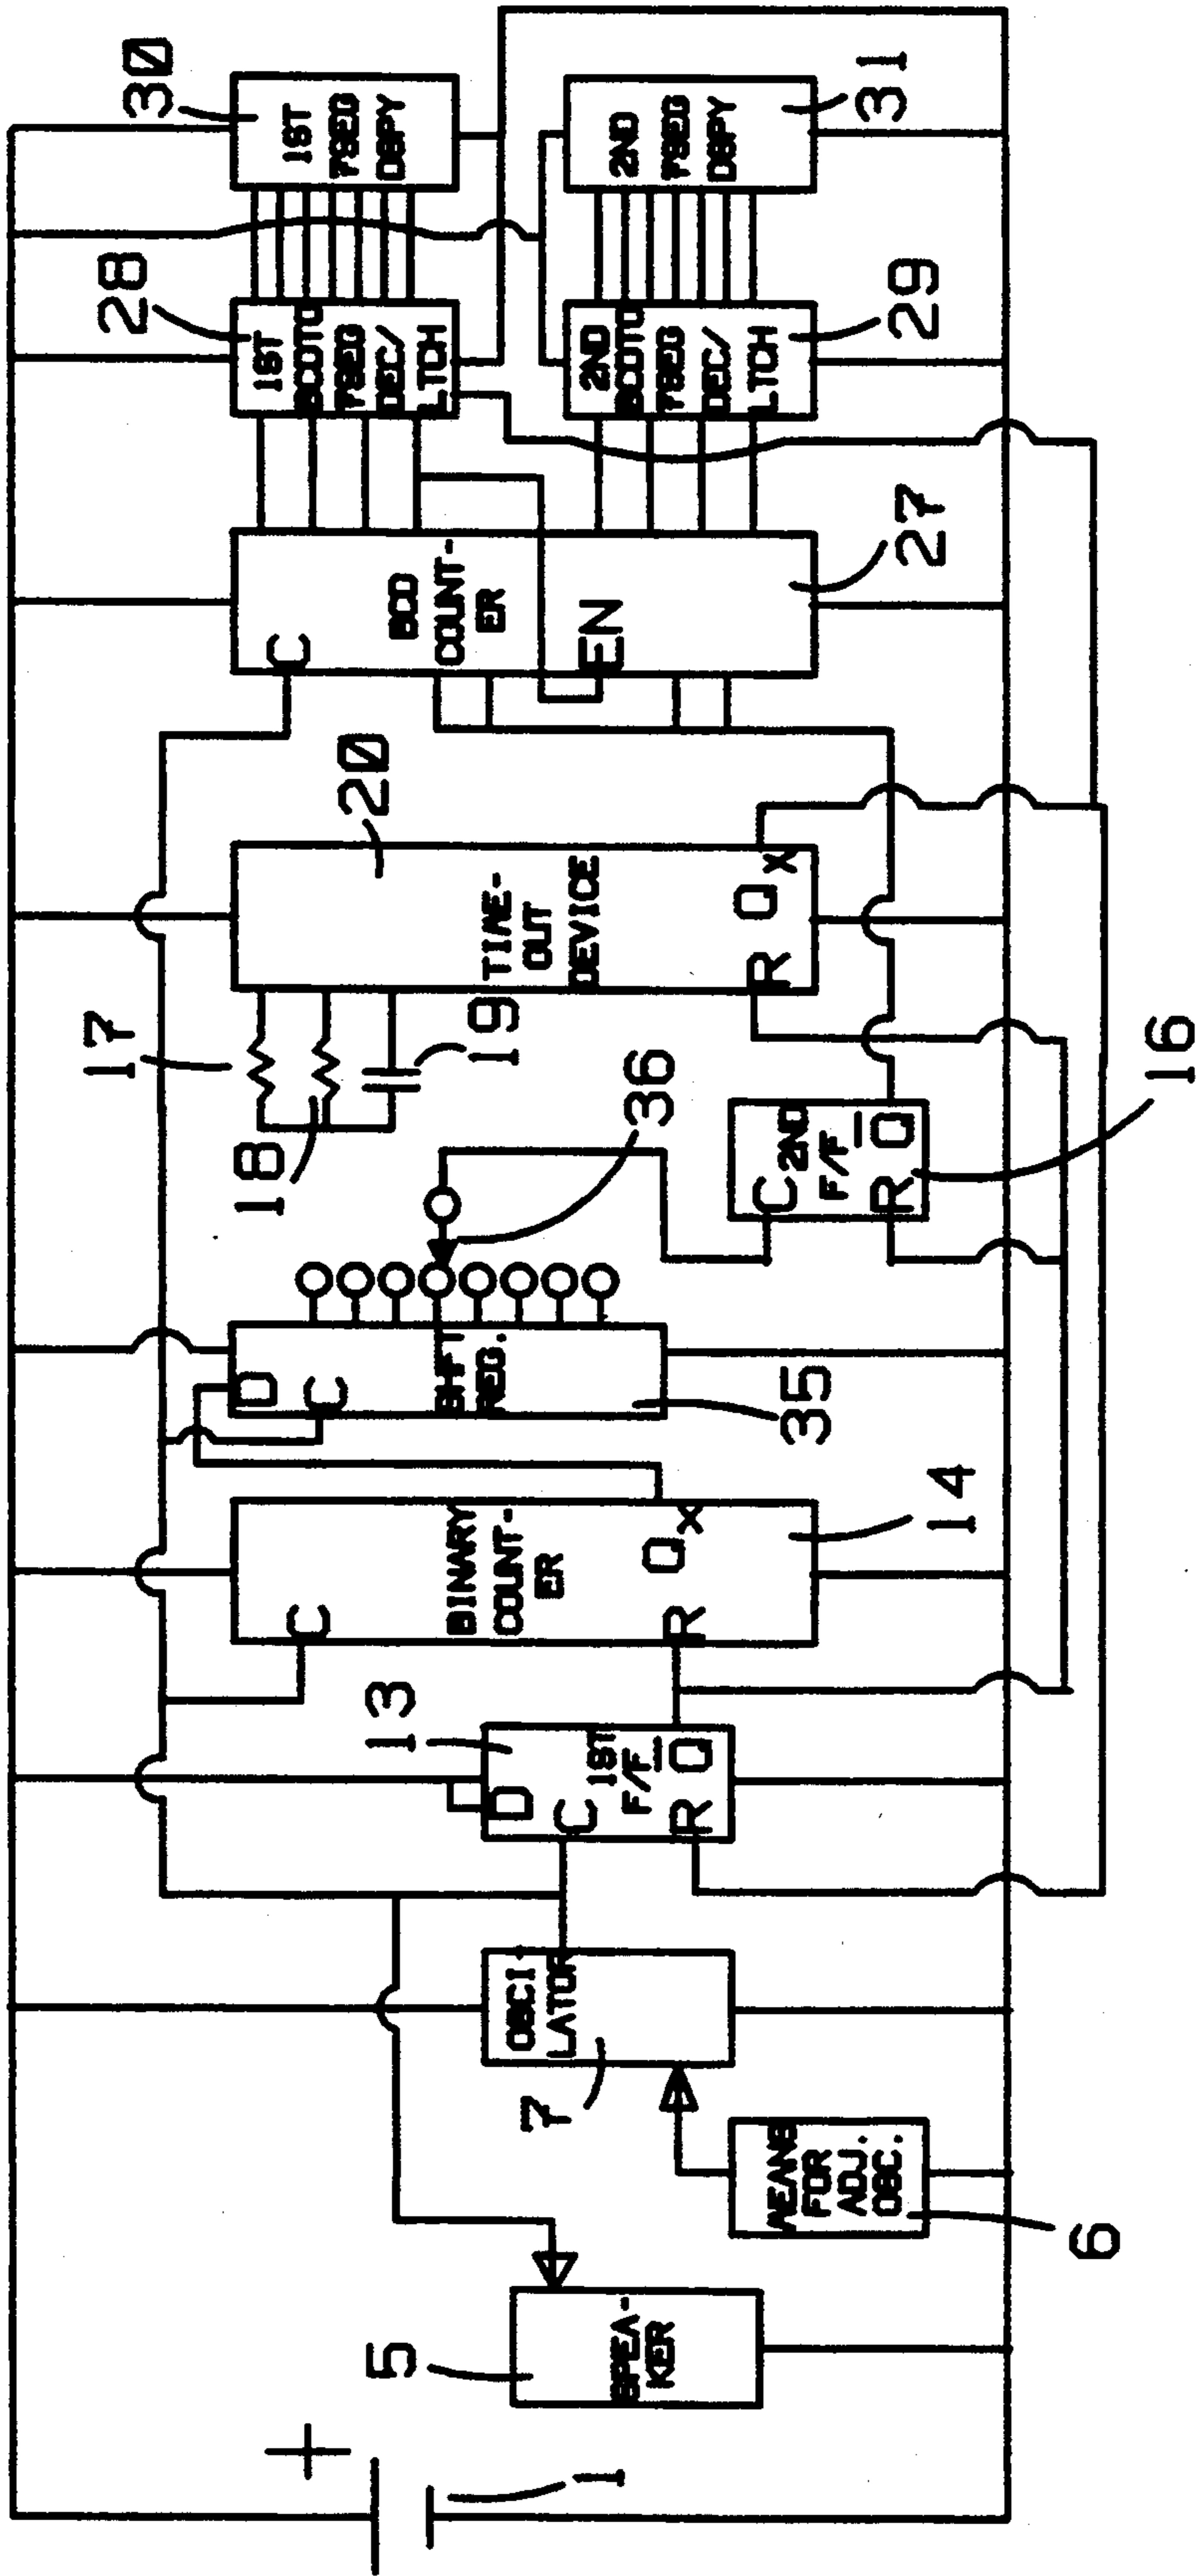 +
1
5
SPEA-
KER
6
MEANS
FOR
ADJ.
OSC.
7
OSCI-
LATOR
13
D
C
1ST
F/F
R Q
14
C
BINARY
COUNT-
ER
R QX
35
D
C
SHFT
REG.
36
16
C 2ND
F/F
R Q
17
18
19
20
TIME-
OUT
DEVICE
R QX
27
C
BCD
COUNT-
ER
EN
28
1ST
BCDTO
7SEG
DEC/
LTCH
29
2ND
BCDTO
7SEG
DEC/
LTCH
30
1ST
7SEG
DSPY
31
2ND
7SEG
DSPY